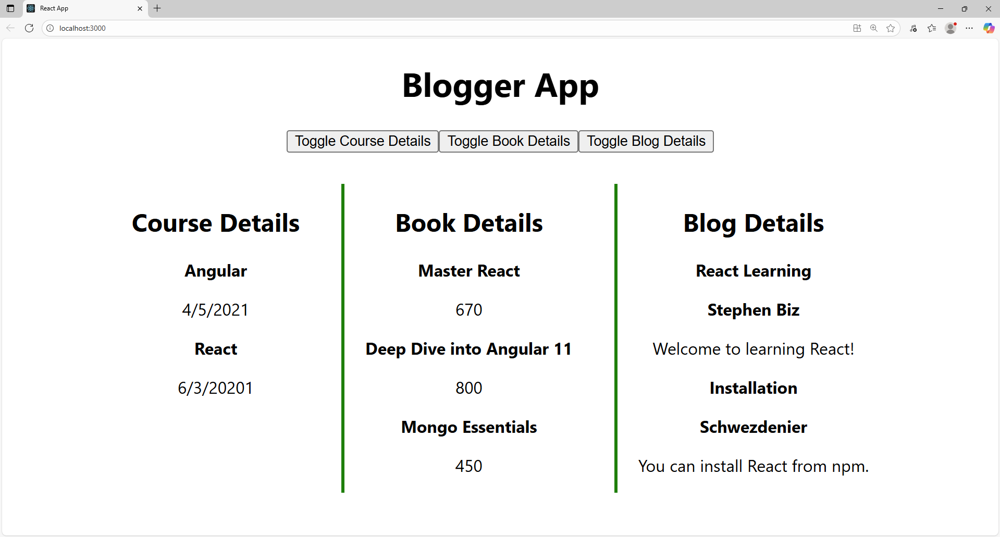 React App
localhost:3000
Blogger App
Toggle Course Details Toggle Book Details Toggle Blog Details
Course Details
Angular
4/5/2021
React
6/3/20201
Book Details
Master React
670
Deep Dive into Angular 11
800
Mongo Essentials
450
Blog Details
React Learning
Stephen Biz
Welcome to learning React!
Installation
Schwezdenier
You can install React from npm.